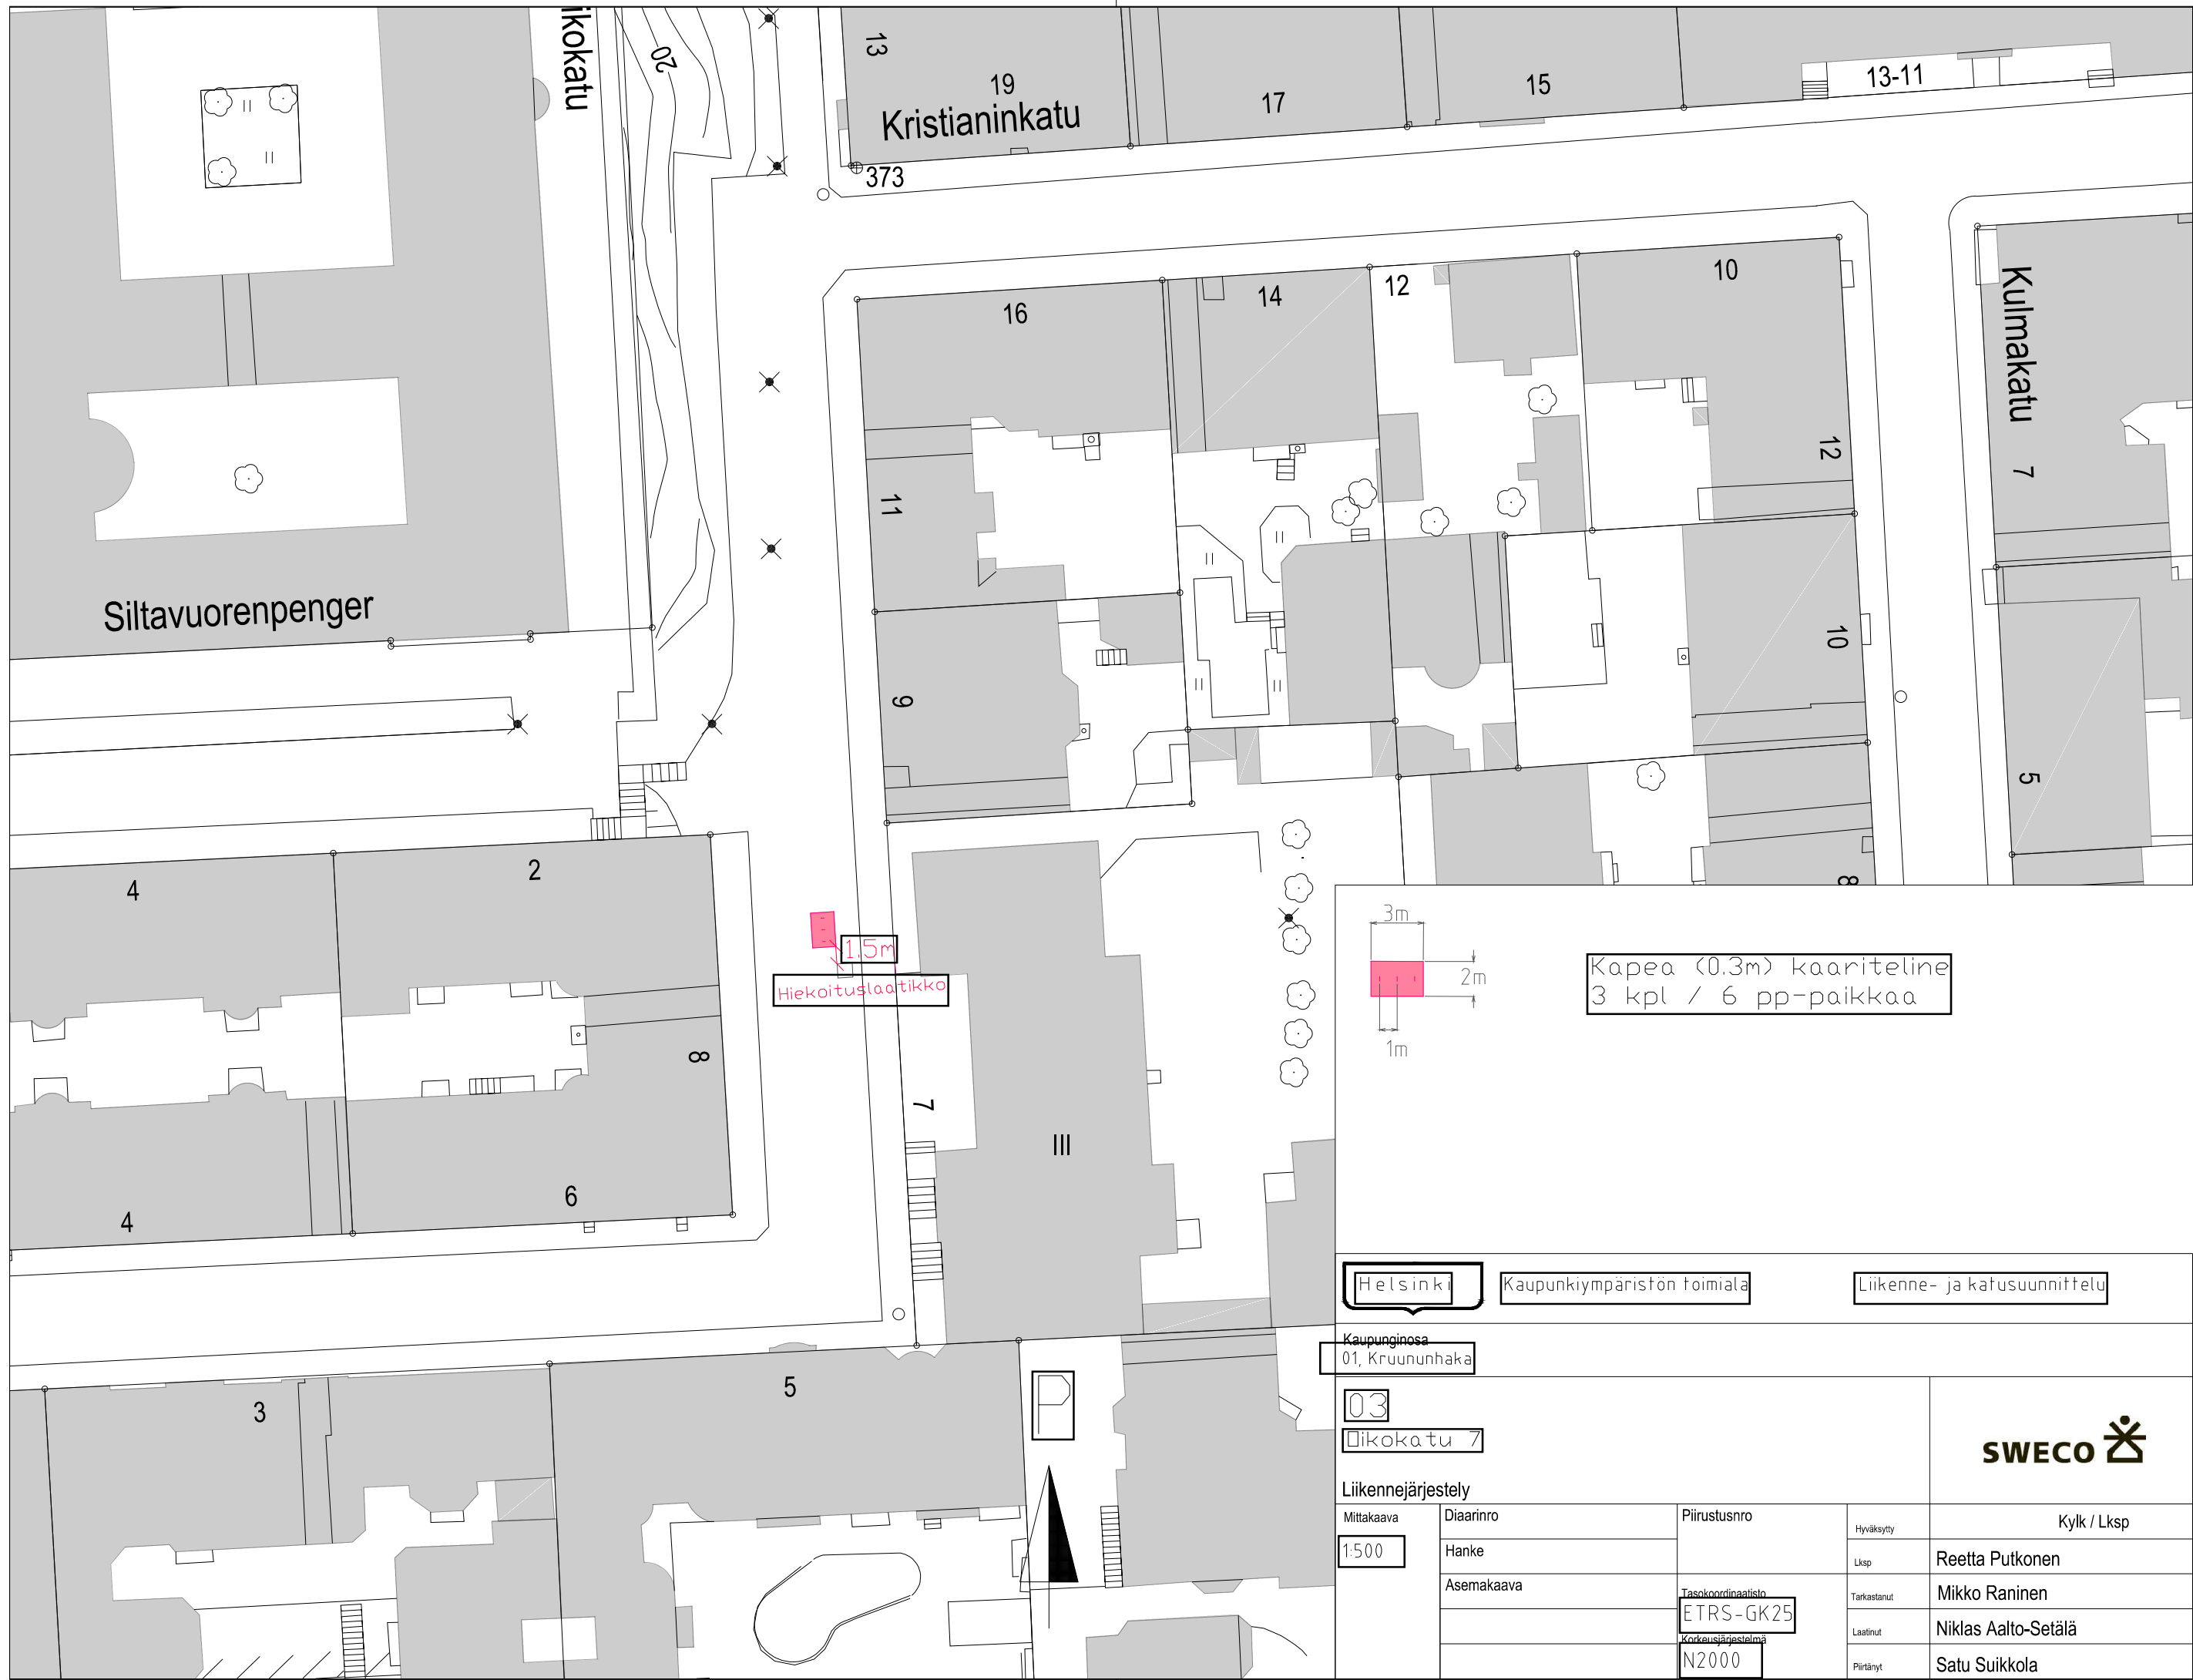 ikokatu
20
13
19
Kristianinkatu
17
15
13-11
373
16
14
12
10
Kulmakatu
7
12
11
10
9
5
Siltavuorenpenger
4
2
8
8
1.5m
Hiekoituslaatikko
3m
2m
1m
Kapea (0.3m) kaariteline
3 kpl / 6 pp-paikkaa
7
III
6
4
5
3
P
Helsinki
Kaupunkiympäristön toimiala
Liikenne- ja katusuunnittelu
Kaupunginosa
01, Kruununhaka
03
Oikokatu 7
SWECO
Liikennejärjestely
Mittakaava
1:500
Diaarinro
Hanke
Asemakaava
Piirustusnro
Tasokoordinaatisto
ETRS-GK25
Korkeusjärjestelmä
N2000
Hyväksytty
Kylk / Lksp
Lksp
Reetta Putkonen
Tarkastanut
Mikko Raninen
Laatinut
Niklas Aalto-Setälä
Piirtänyt
Satu Suikkola